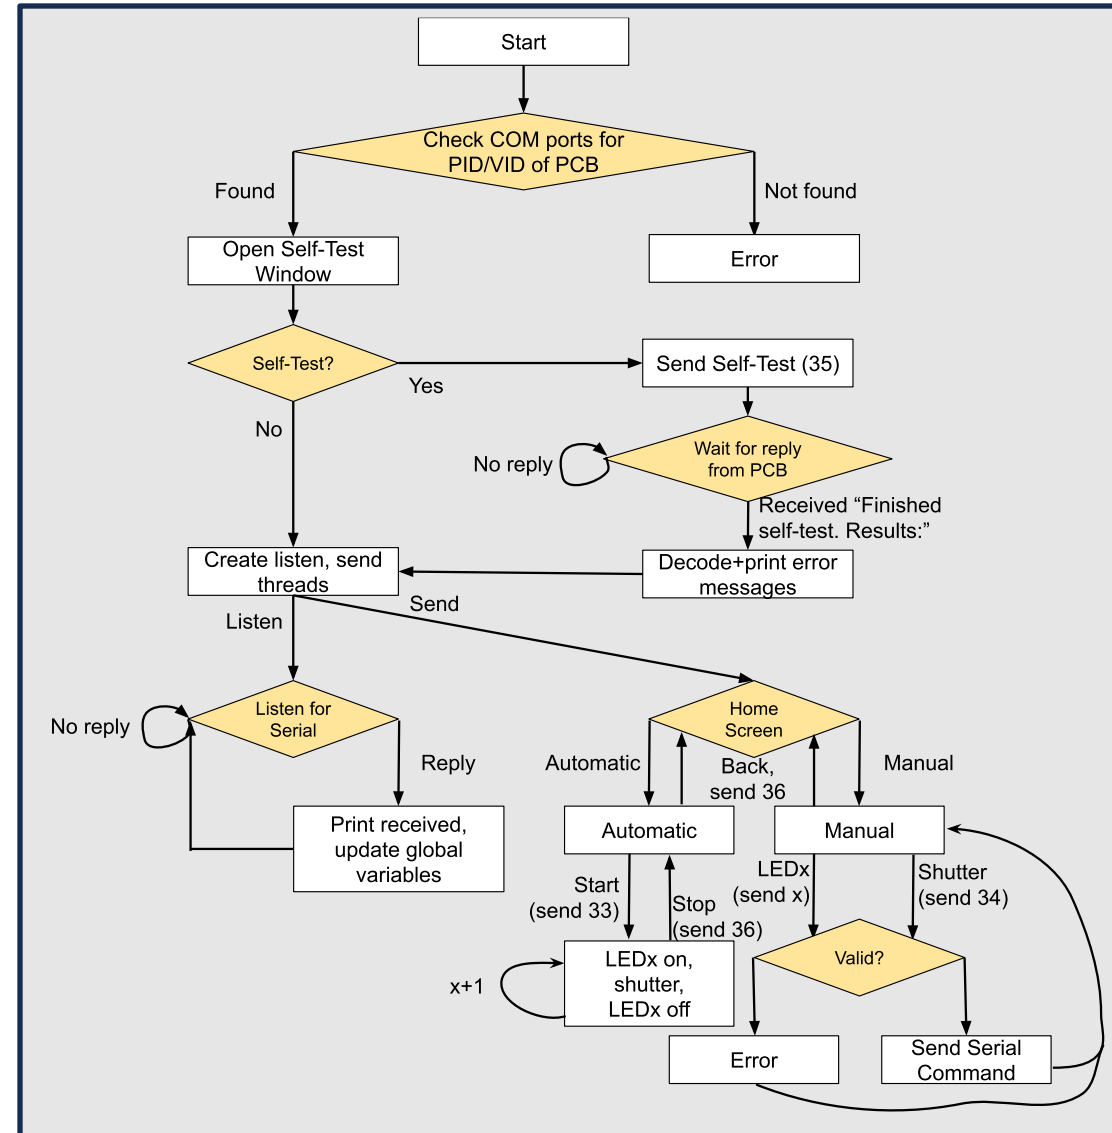 Start
Check COM ports for
PID/VID of PCB
Found
Not found
Open Self-Test
Window
Error
Self-Test?
Yes
Send Self-Test (35)
No
Wait for reply
from PCB
No reply
Received “Finished
self-test. Results:”
Create listen, send
threads
Decode+print error
messages
Send
Listen
Listen for
Serial
No reply
Reply
Print received,
update global
variables
Home
Screen
Automatic
Back,
send 36
Manual
Automatic
Manual
Start
(send 33)
Stop
(send 36)
LEDx
(send x)
Shutter
(send 34)
LEDx on,
shutter,
LEDx off
x+1
Valid?
Error
Send Serial
Command